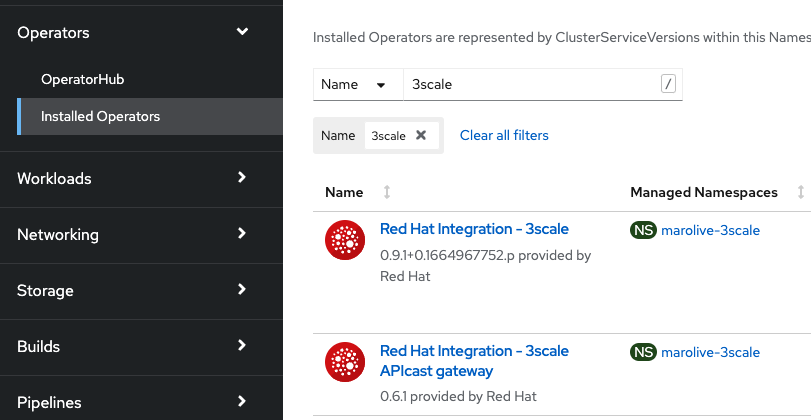 Operators
OperatorHub
Installed Operators
Workloads
Networking
Storage
Builds
Pipelines
Installed Operators are represented by ClusterServiceVersions within this Names
Name 3scale /
Name 3scale Clear all filters
Name Managed Namespaces
Red Hat Integration - 3scale NS marolive-3scale
0.9.1+0.1664967752.p provided by
Red Hat
Red Hat Integration - 3scale NS marolive-3scale
APIcast gateway
0.6.1 provided by Red Hat